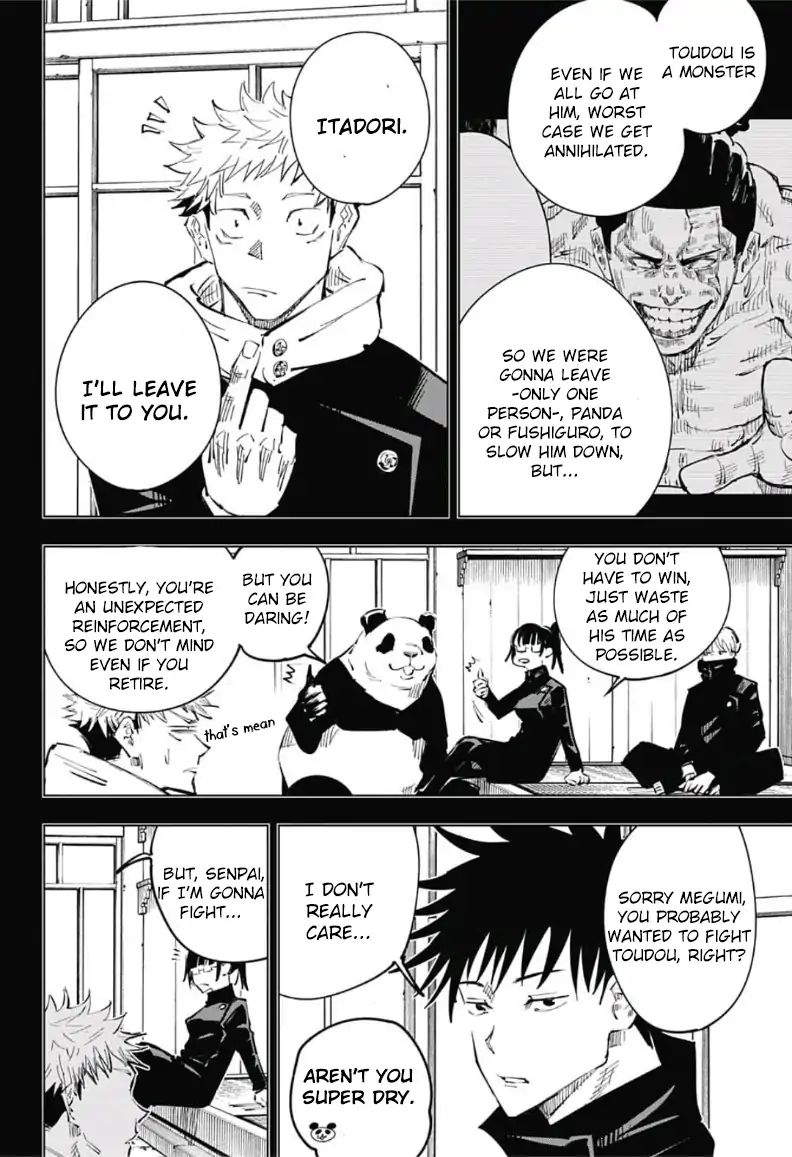 TOUDOU IS
A MONSTER
EVEN IF WE
ALL GO AT
HIM, WORST
CASE WE GET
ANNIHILATED.
SO WE WERE
GONNA LEAVE
-ONLY ONE
PERSON-, PANDA
OR FUSHIGURO, TO
SLOW HIM DOWN,
BUT...
ITADORI.
I'LL LEAVE
IT TO YOU.
YOU DON'T
HAVE TO WIN,
JUST WASTE
AS MUCH OF
HIS TIME AS
POSSIBLE.
BUT YOU
CAN BE
DARING!
HONESTLY, YOU'RE
AN UNEXPECTED
REINFORCEMENT,
SO WE DON'T MIND
EVEN IF YOU
RETIRE.
that's mean
SORRY MEGUMI,
YOU PROBABLY
WANTED TO FIGHT
TOUDOU, RIGHT?
I DON'T
REALLY
CARE...
AREN'T YOU
SUPER DRY.
BUT, SENPAI,
IF I'M GONNA
FIGHT...